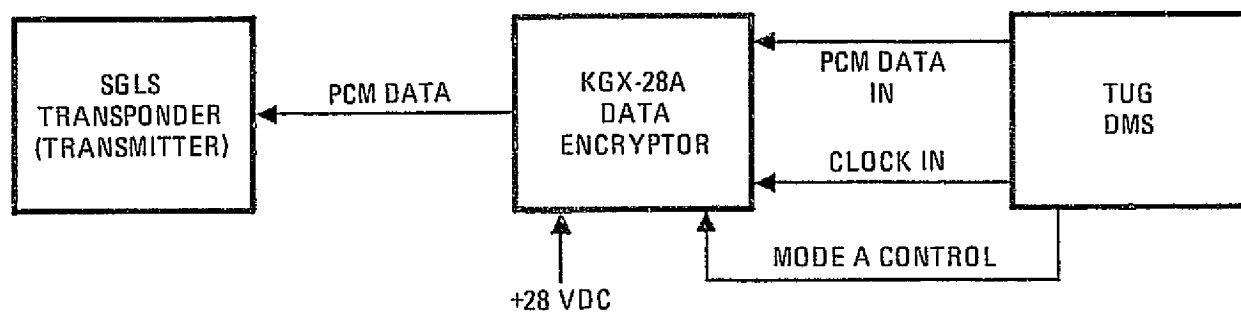 SGLS
TRANSPONDER
(TRANSMITTER)
PCM DATA
KGX-28A
DATA
ENCRYPTOR
PCM DATA
IN
CLOCK IN
TUG
DMS
MODE A CONTROL
+28 VDC